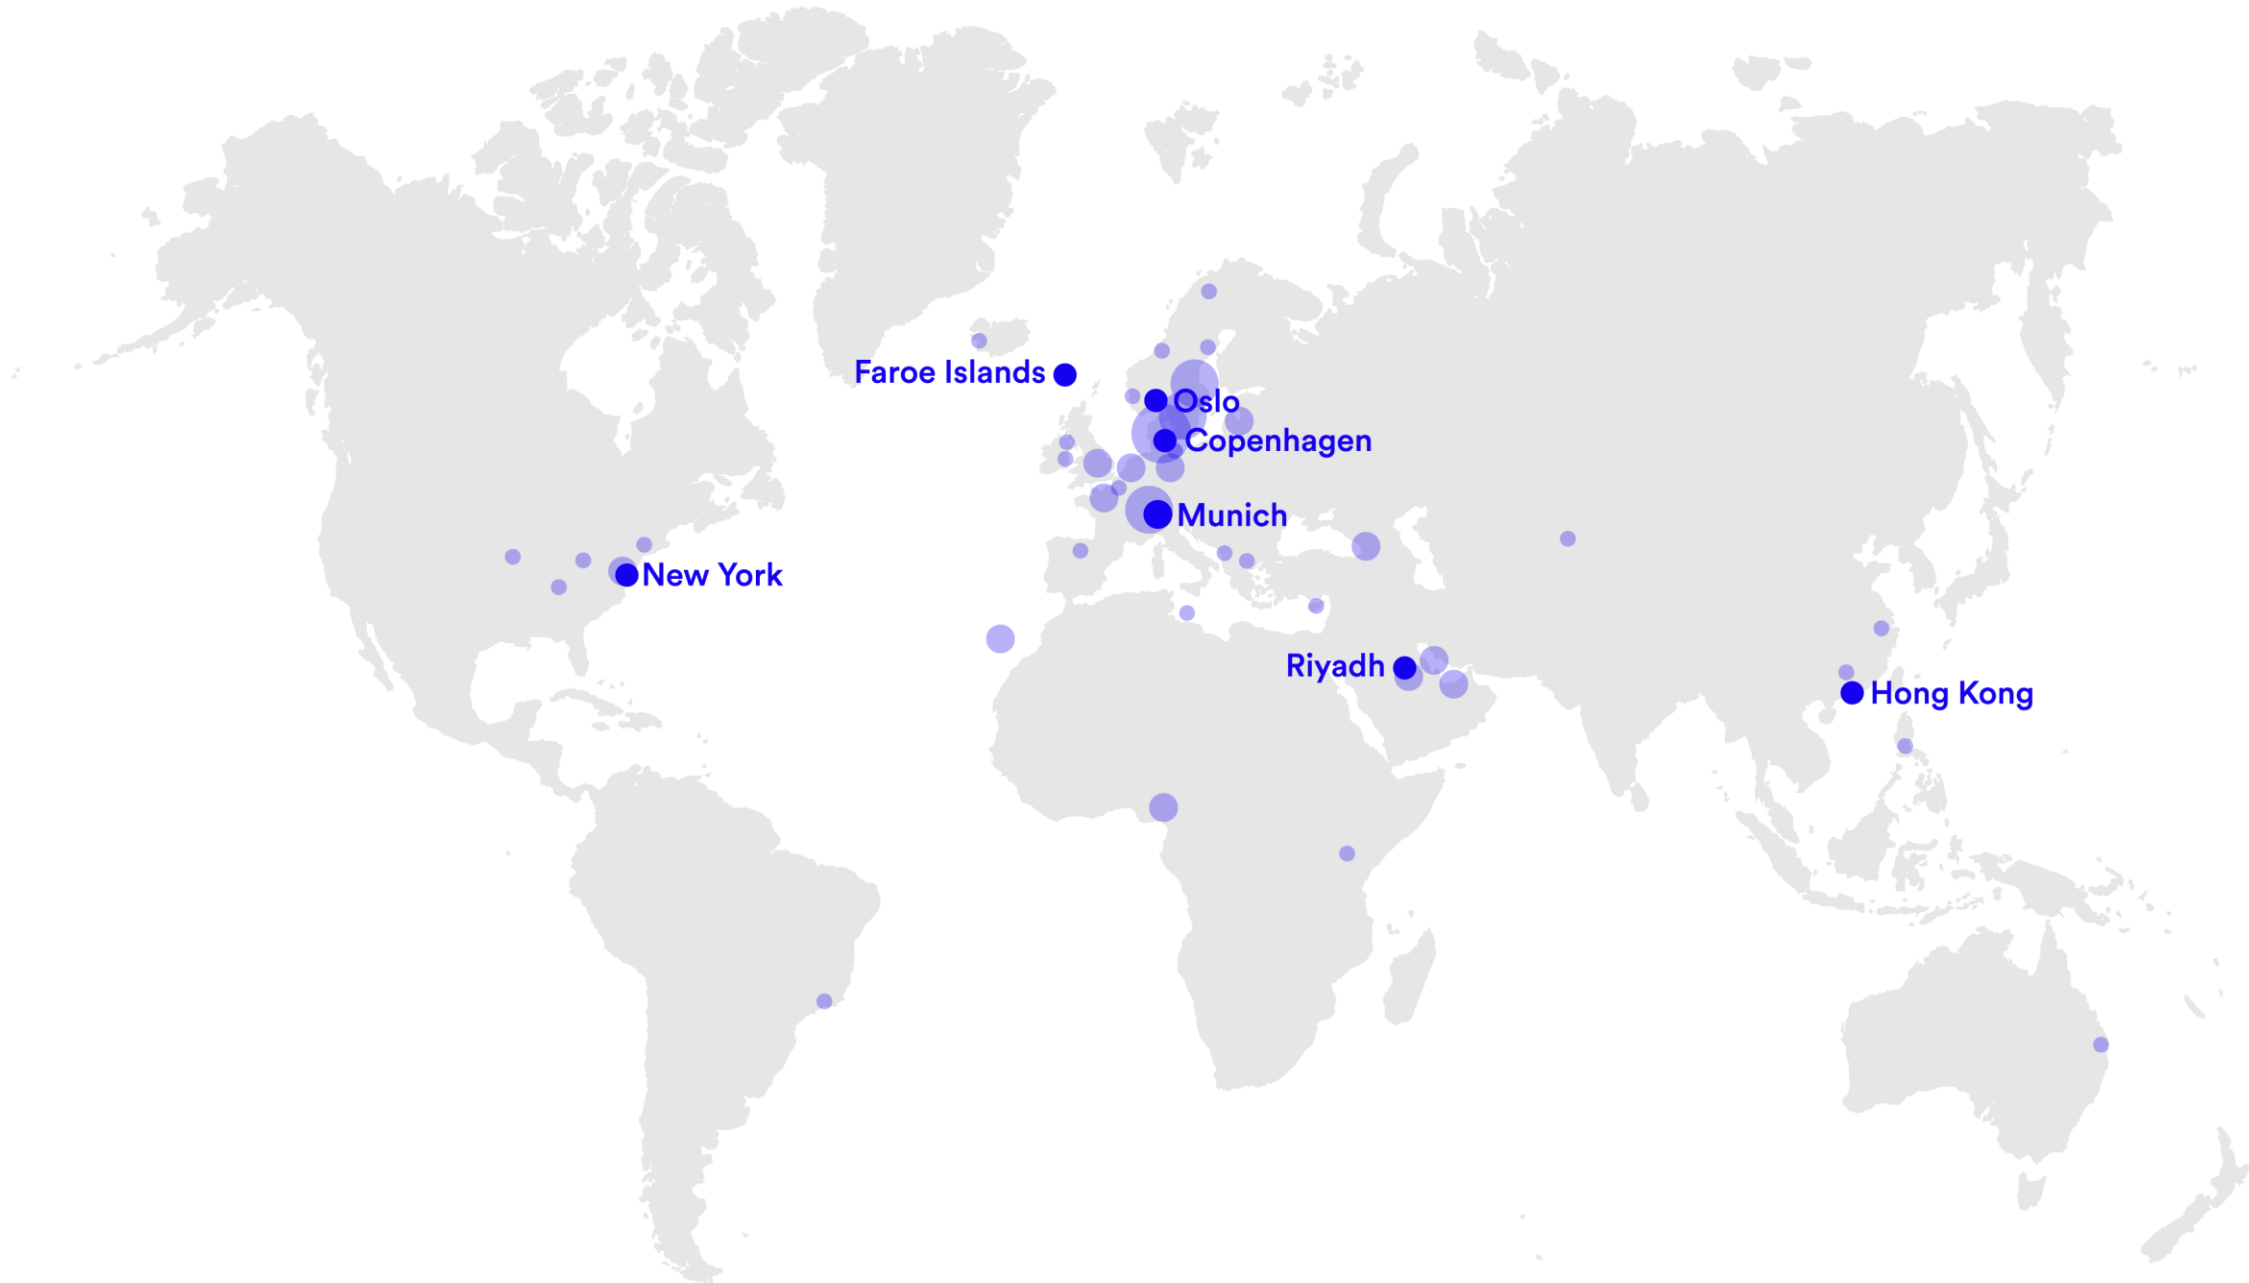 Faroe Islands
Oslo
Copenhagen
Munich
New York
Riyadh
Hong Kong